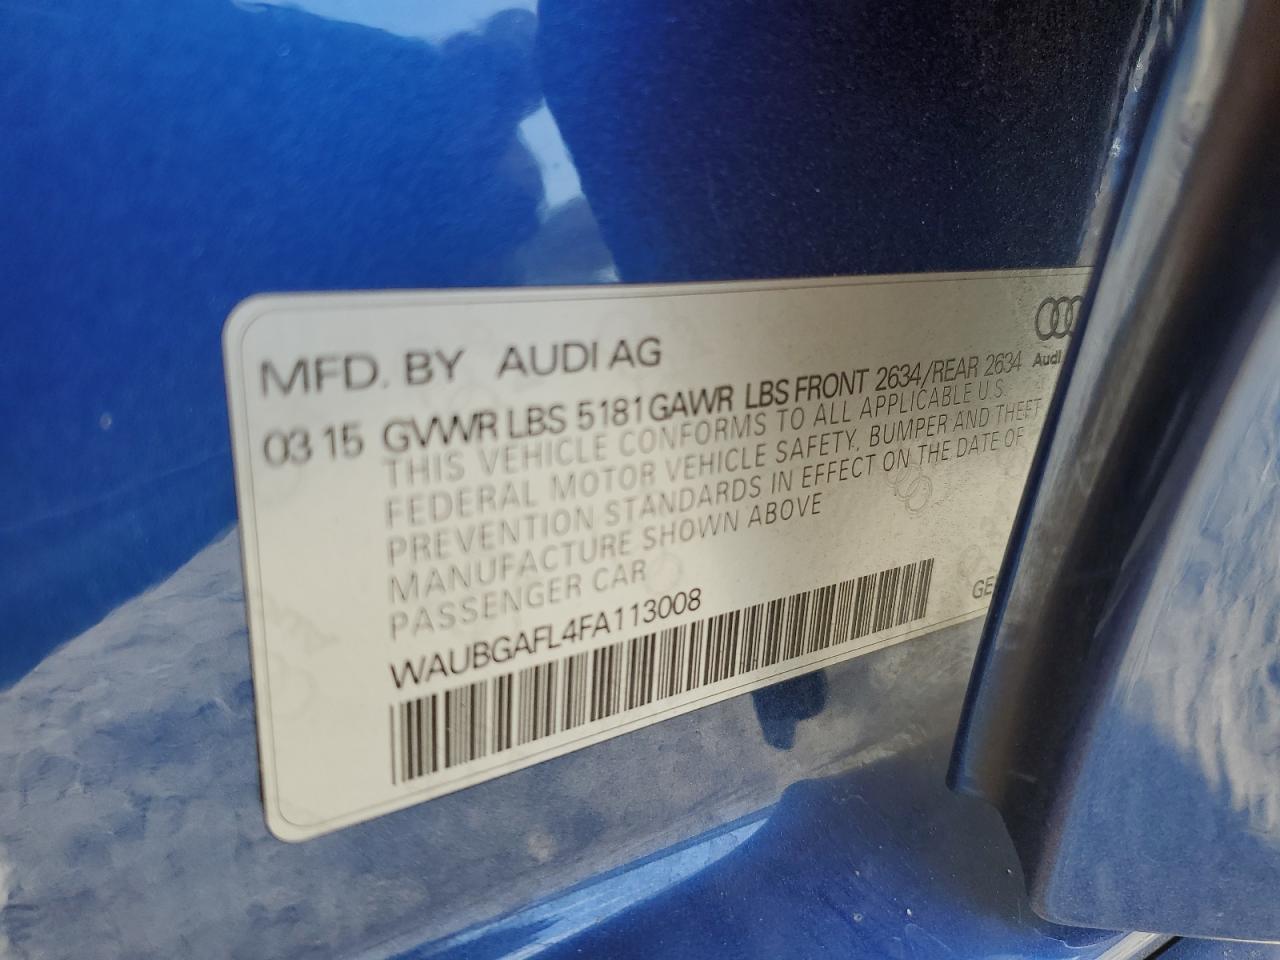 MFD. BY AUDI AG
Audi
03 15 GVWR LBS 5181 GAWR LBS FRONT 2634/REAR 2634
THIS VEHICLE CONFORMS TO ALL APPLICABLE U.S.
FEDERAL MOTOR VEHICLE SAFETY, BUMPER AND THEFT
PREVENTION STANDARDS IN EFFECT ON THE DATE OF
MANUFACTURE SHOWN ABOVE
PASSENGER CAR
WAUBGAFL4FA113008
GE